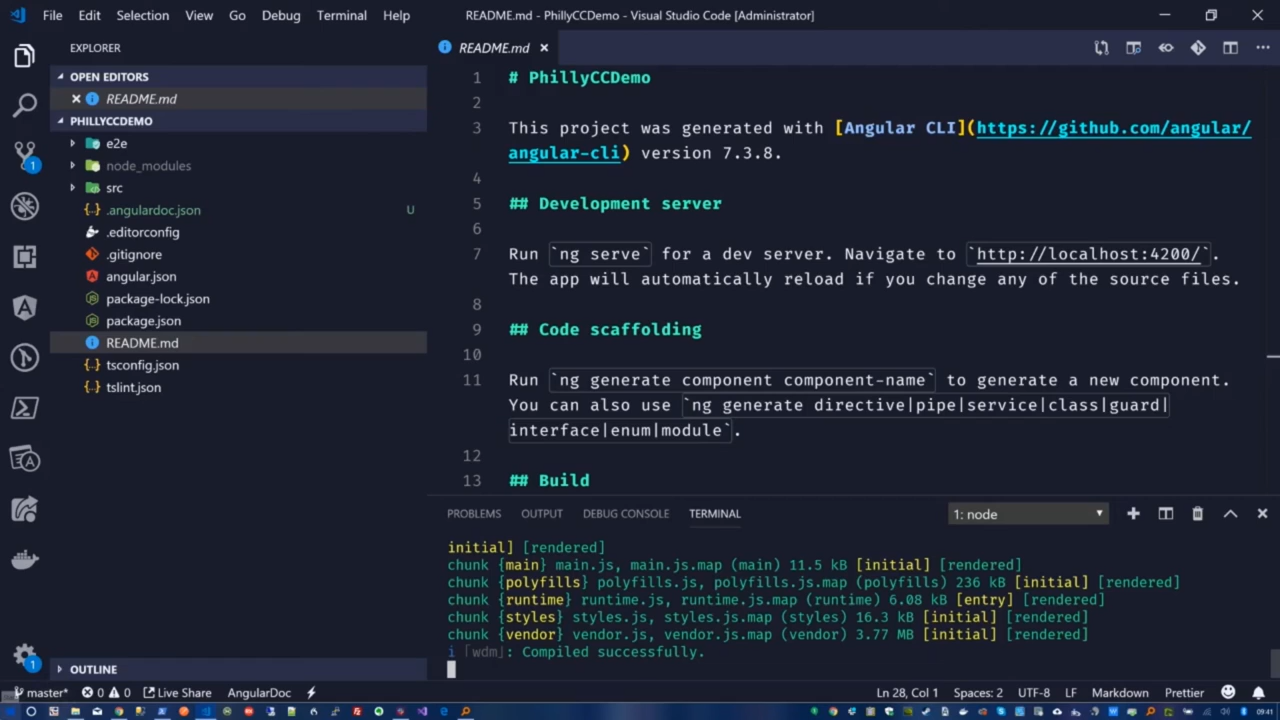 File Edit Selection View Go Debug Terminal Help README.md - PhillyCCDemo - Visual Studio Code [Administrator]
EXPLORER
OPEN EDITORS
README.md
PHILLYCCDEMO
e2e
node_modules
src
.angulardoc.json U
.editorconfig
.gitignore
angular.json
package-lock.json
package.json
README.md
tsconfig.json
tslint.json
OUTLINE
1
1
README.md
1 # PhillyCCDemo
2
3 This project was generated with [Angular CLI](https://github.com/angular/
angular-cli) version 7.3.8.
4
5 ## Development server
6
7 Run `ng serve` for a dev server. Navigate to `http://localhost:4200/`.
The app will automatically reload if you change any of the source files.
8
9 ## Code scaffolding
10
11 Run `ng generate component component-name` to generate a new component.
You can also use `ng generate directive|pipe|service|class|guard|
interface|enum|module`.
12
13 ## Build
PROBLEMS OUTPUT DEBUG CONSOLE TERMINAL 1: node
initial] [rendered]
chunk {main} main.js, main.js.map (main) 11.5 kB [initial] [rendered]
chunk {polyfills} polyfills.js, polyfills.js.map (polyfills) 236 kB [initial] [rendered]
chunk {runtime} runtime.js, runtime.js.map (runtime) 6.08 kB [entry] [rendered]
chunk {styles} styles.js, styles.js.map (styles) 16.3 kB [initial] [rendered]
chunk {vendor} vendor.js, vendor.js.map (vendor) 3.77 MB [initial] [rendered]
i ｢wdm｣: Compiled successfully.
master* 0 0 Live Share AngularDoc Ln 28, Col 1 Spaces: 2 UTF-8 LF Markdown Prettier
09:41